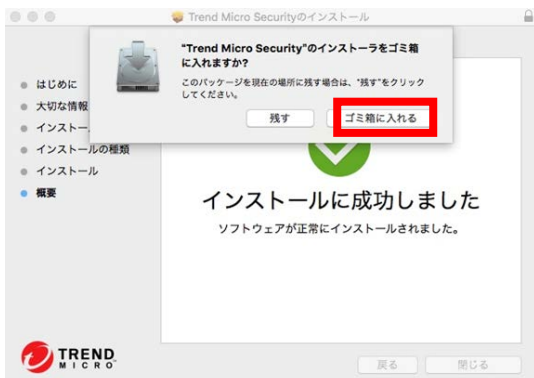 Trend Micro Securityのインストール
"Trend Micro Security"のインストーラをゴミ箱
に入れますか?
このパッケージを現在の場所に残す場合は、"残す"をクリック
してください。
残す
ゴミ箱に入れる
はじめに
大切な情報
インストー
インストールの種類
インストール
概要
インストールに成功しました
ソフトウェアが正常にインストールされました。
TREND
MICRO
戻る
閉じる